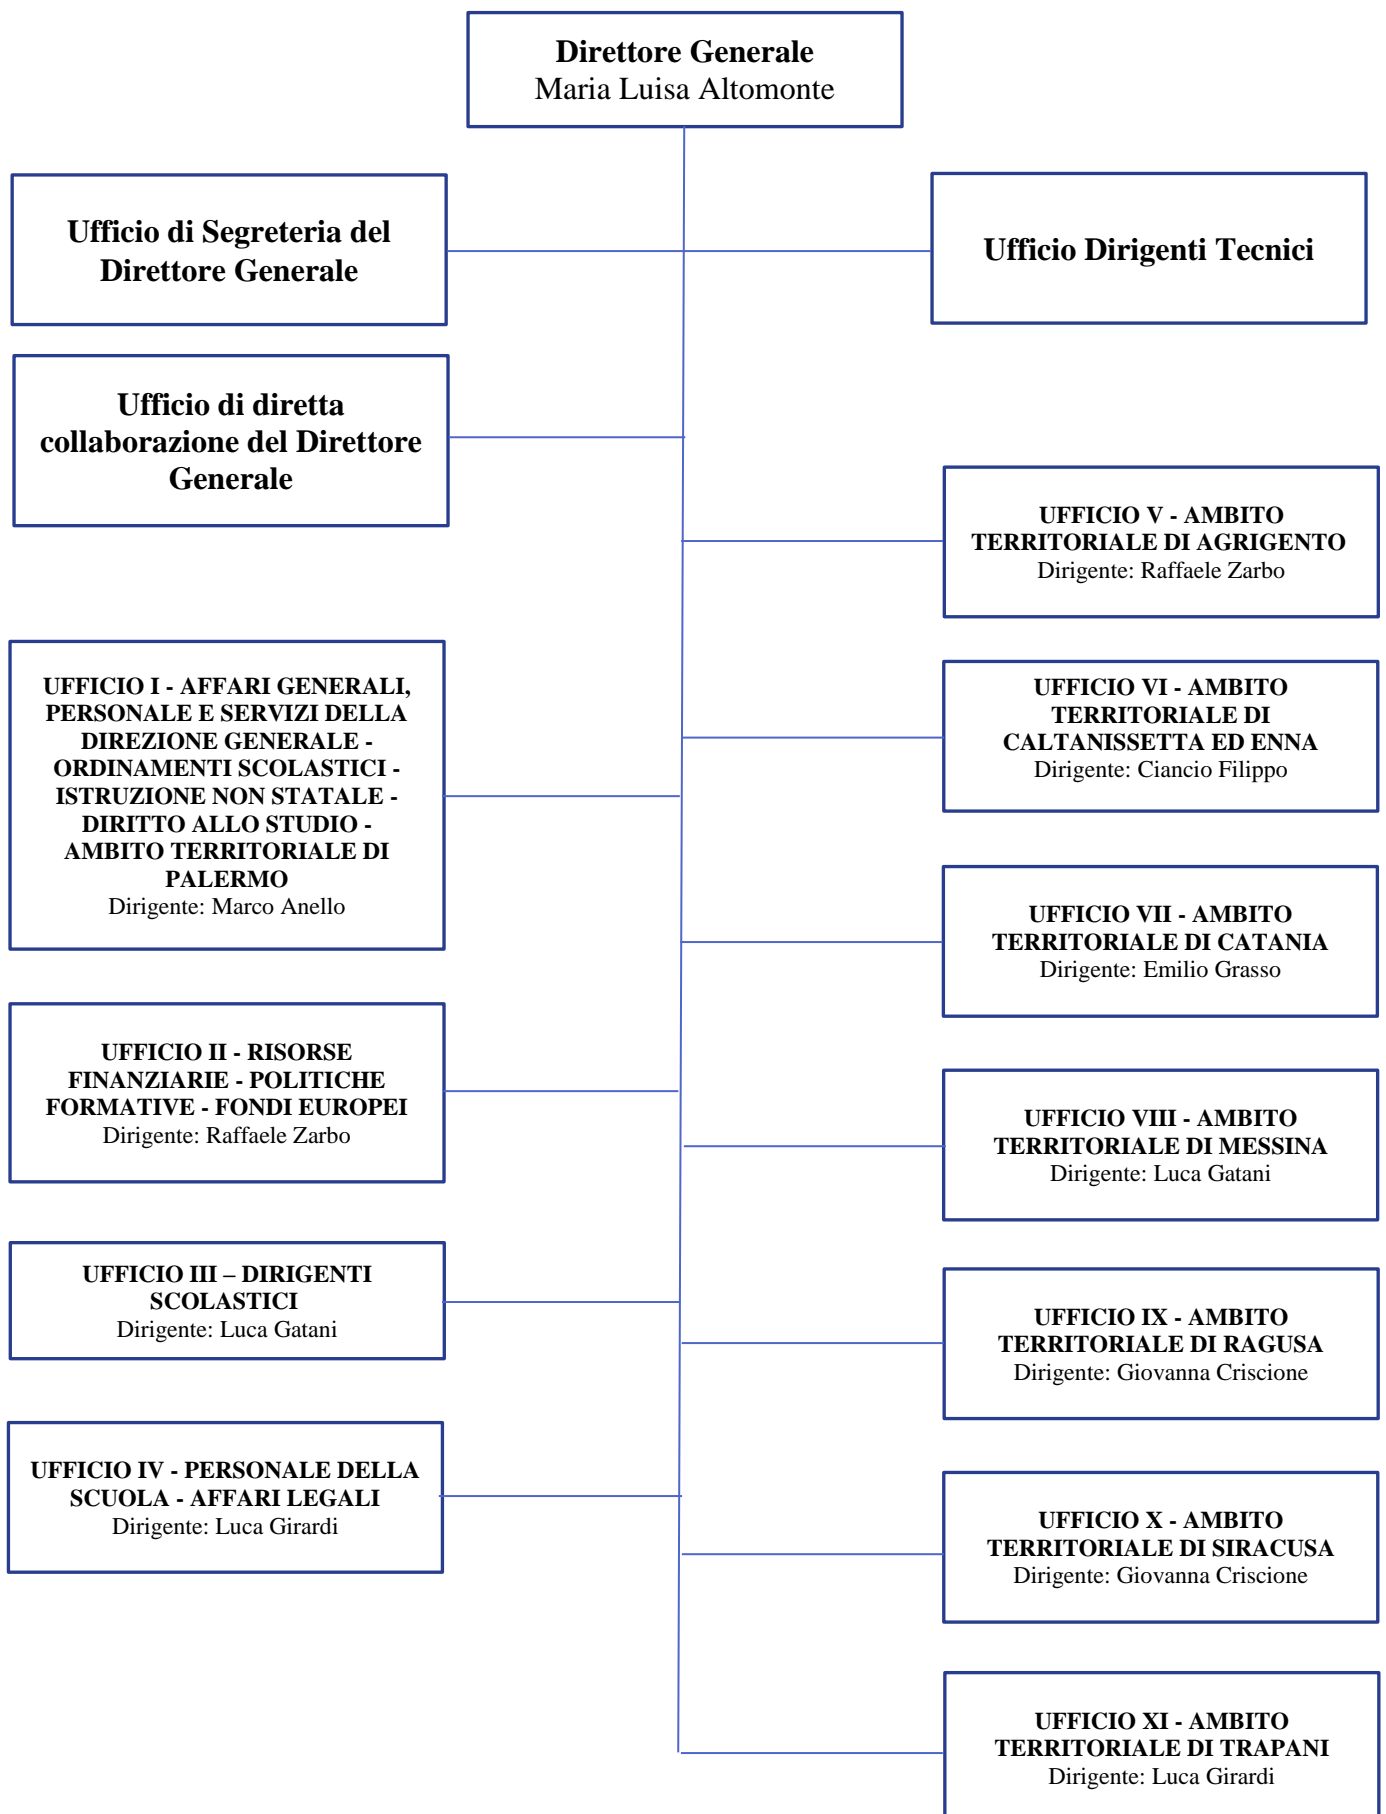 Direttore Generale
Maria Luisa Altomonte
Ufficio di Segreteria del
Direttore Generale
Ufficio Dirigenti Tecnici
Ufficio di diretta
collaborazione del Direttore
Generale
UFFICIO I - AFFARI GENERALI,
PERSONALE E SERVIZI DELLA
DIREZIONE GENERALE -
ORDINAMENTI SCOLASTICI -
ISTRUZIONE NON STATALE -
DIRITTO ALLO STUDIO -
AMBITO TERRITORIALE DI
PALERMO
Dirigente: Marco Anello
UFFICIO II - RISORSE
FINANZIARIE - POLITICHE
FORMATIVE - FONDI EUROPEI
Dirigente: Raffaele Zarbo
UFFICIO III – DIRIGENTI
SCOLASTICI
Dirigente: Luca Gatani
UFFICIO IV - PERSONALE DELLA
SCUOLA - AFFARI LEGALI
Dirigente: Luca Girardi
UFFICIO V - AMBITO
TERRITORIALE DI AGRIGENTO
Dirigente: Raffaele Zarbo
UFFICIO VI - AMBITO
TERRITORIALE DI
CALTANISSETTA ED ENNA
Dirigente: Ciancio Filippo
UFFICIO VII - AMBITO
TERRITORIALE DI CATANIA
Dirigente: Emilio Grasso
UFFICIO VIII - AMBITO
TERRITORIALE DI MESSINA
Dirigente: Luca Gatani
UFFICIO IX - AMBITO
TERRITORIALE DI RAGUSA
Dirigente: Giovanna Criscione
UFFICIO X - AMBITO
TERRITORIALE DI SIRACUSA
Dirigente: Giovanna Criscione
UFFICIO XI - AMBITO
TERRITORIALE DI TRAPANI
Dirigente: Luca Girardi